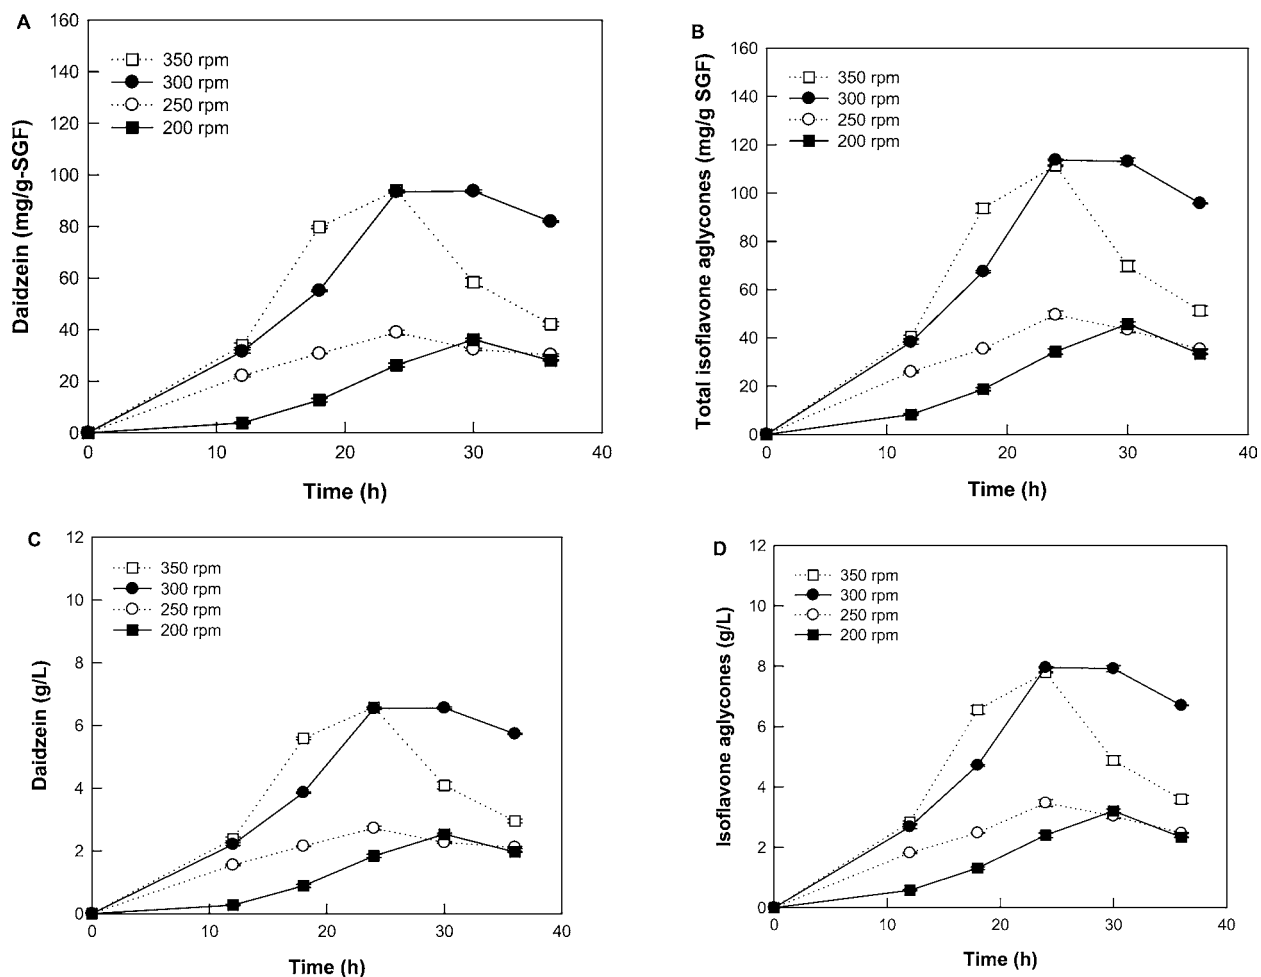 A
Daidzein (mg/g-SGF)
160
140
120
100
80
60
40
20
0
350 rpm
300 rpm
250 rpm
200 rpm
0 10 20 30 40
Time (h)
B
Total isoflavone aglycones (mg/g SGF)
160
140
120
100
80
60
40
20
0
350 rpm
300 rpm
250 rpm
200 rpm
0 10 20 30 40
Time (h)
C
Daidzein (g/L)
12
10
8
6
4
2
0
350 rpm
300 rpm
250 rpm
200 rpm
0 10 20 30 40
Time (h)
D
Isoflavone aglycones (g/L)
12
10
8
6
4
2
0
350 rpm
300 rpm
250 rpm
200 rpm
0 10 20 30 40
Time (h)